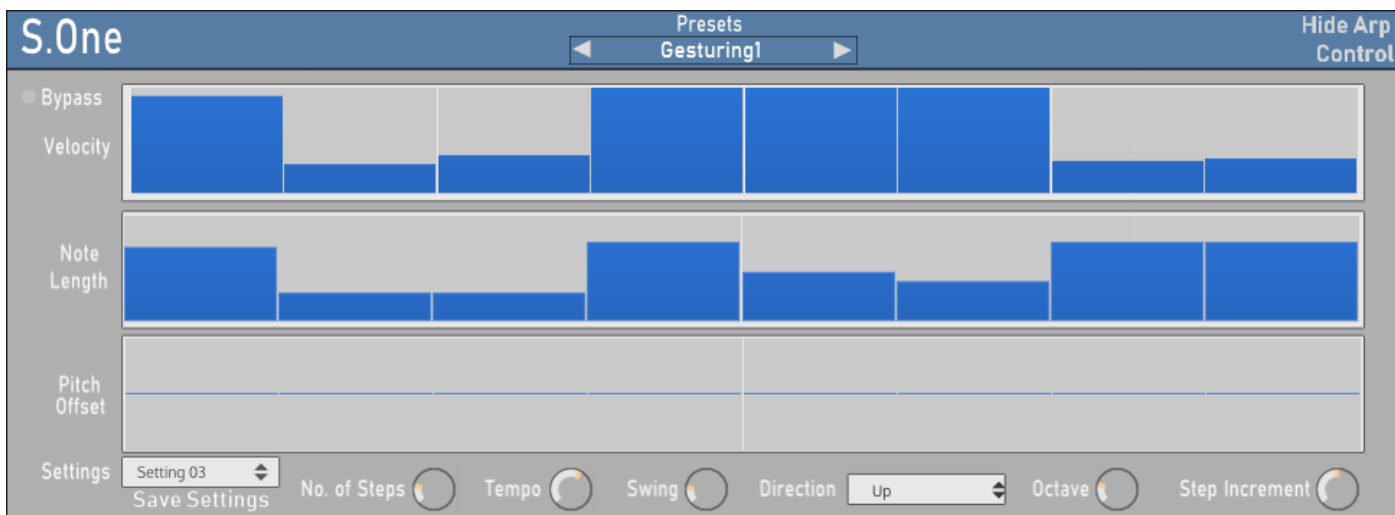 S.One
Presets
Gesturing1
Hide Arp
Control
Bypass
Velocity
Note
Length
Pitch
Offset
Settings
Setting 03
Save Settings
No. of Steps
Tempo
Swing
Direction
Up
Octave
Step Increment